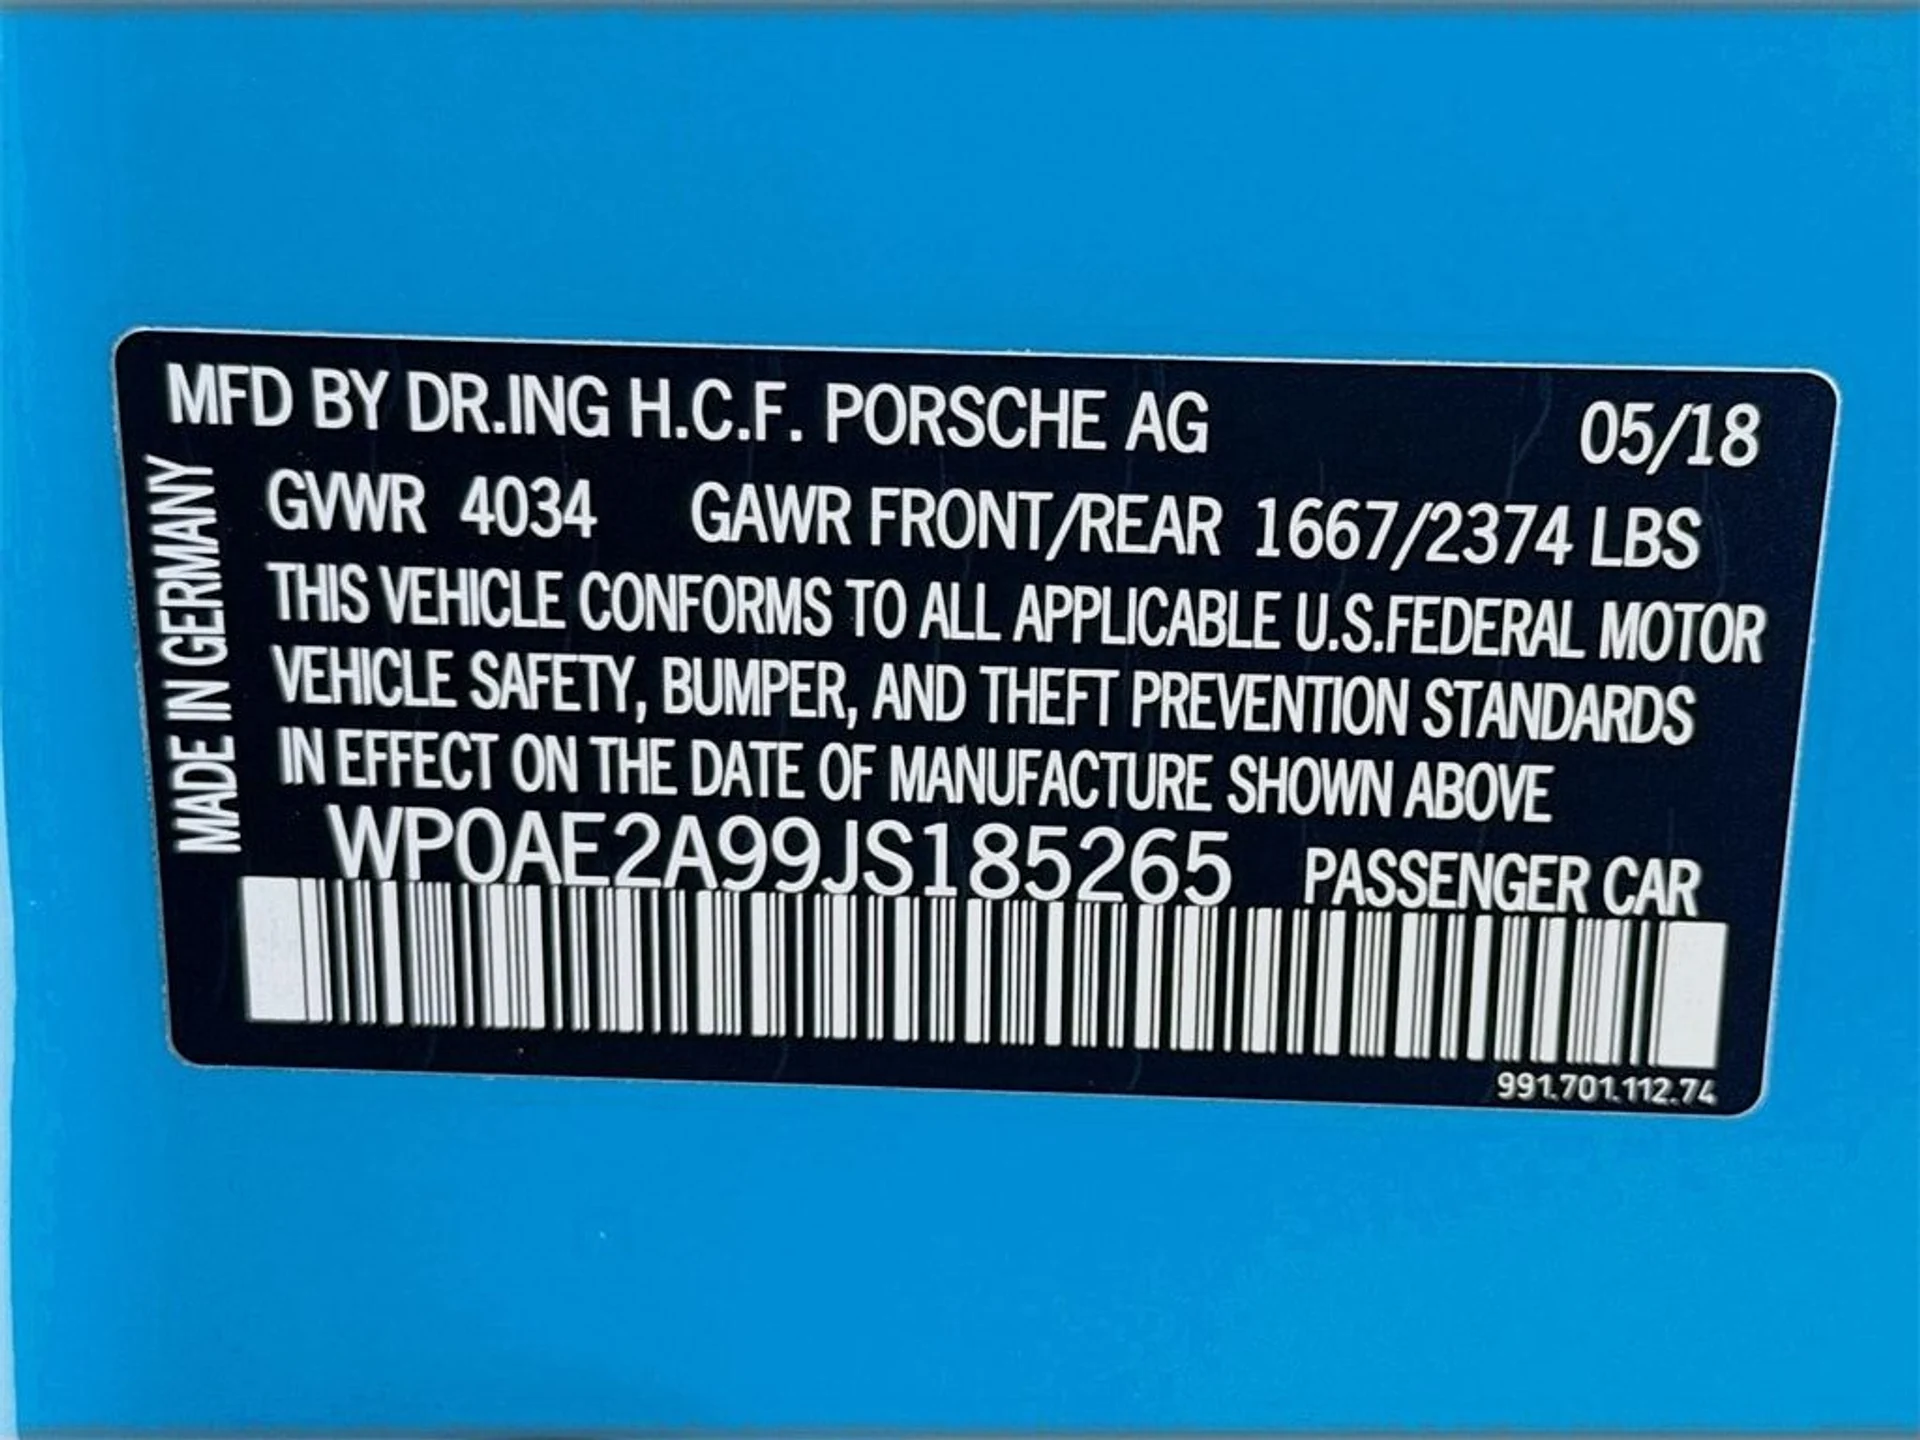 MFD BY DR.ING H.C.F. PORSCHE AG 05/18
GVWR 4034 GAWR FRONT/REAR 1667/2374 LBS
THIS VEHICLE CONFORMS TO ALL APPLICABLE U.S.FEDERAL MOTOR
VEHICLE SAFETY, BUMPER, AND THEFT PREVENTION STANDARDS
IN EFFECT ON THE DATE OF MANUFACTURE SHOWN ABOVE
WP0AE2A99JS185265 PASSENGER CAR
991.701.112.74
MADE IN GERMANY